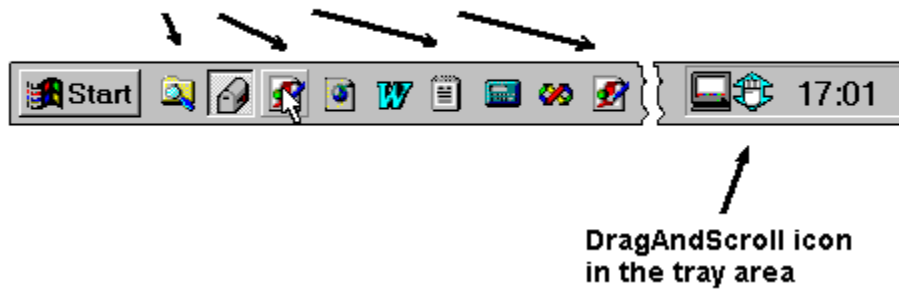 Start
W
17:01
DragAndScroll icon
in the tray area